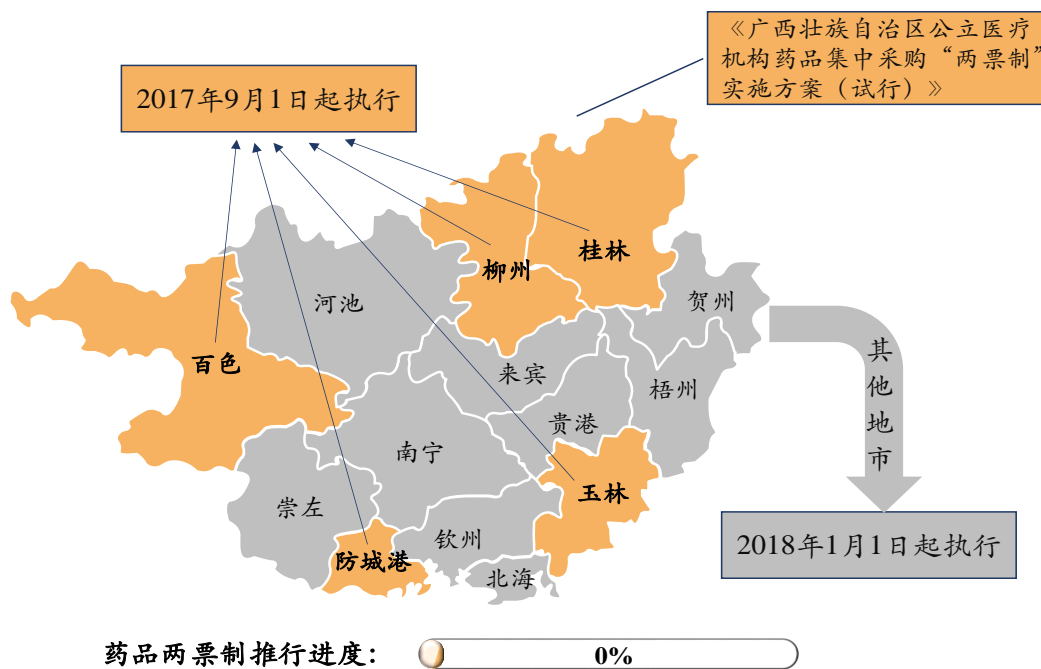 《广西壮族自治区公立医疗
机构药品集中采购“两票制”
实施方案（试行）》
2017年9月1日起执行
桂林
柳州
贺州
河池
百色
来宾
梧州
贵港
南宁
玉林
崇左
钦州
防城港
北海
其他地市
2018年1月1日起执行
药品两票制推行进度：
0%